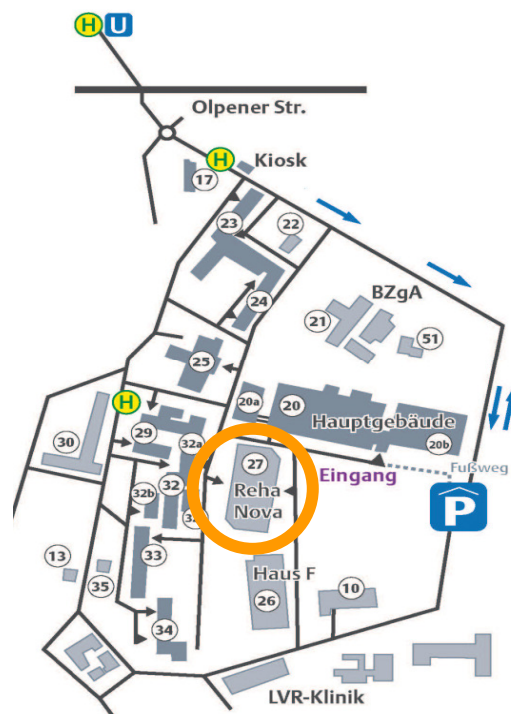 H U
Olpener Str.
H Kiosk
17
23
22
24
BZgA
21
51
25
20a
20
Hauptgebäude
20b
H
29
32a
30
27
Eingang
Fußweg
Reha
Nova
P
32b
32
33
13
35
Haus F
26
10
34
LVR-Klinik